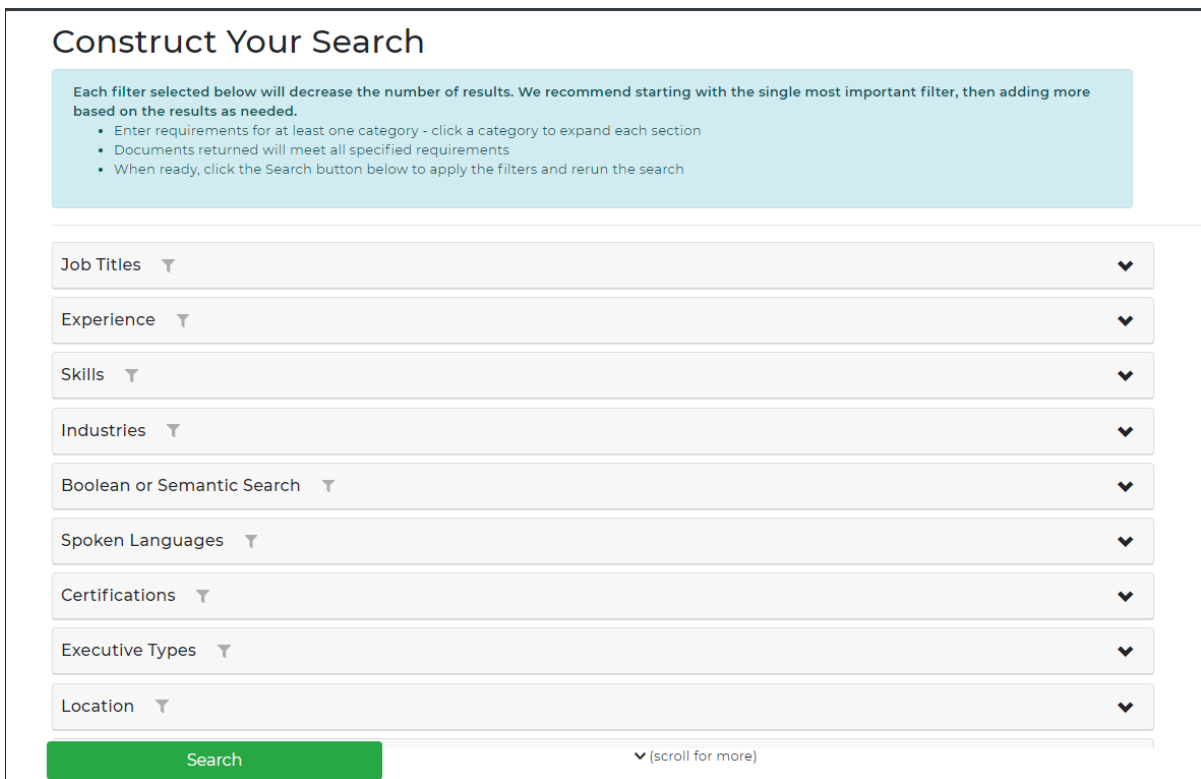 Construct Your Search
Each filter selected below will decrease the number of results. We recommend starting with the single most important filter, then adding more
based on the results as needed.
• Enter requirements for at least one category - click a category to expand each section
• Documents returned will meet all specified requirements
• When ready, click the Search button below to apply the filters and rerun the search
Job Titles
Experience
Skills
Industries
Boolean or Semantic Search
Spoken Languages
Certifications
Executive Types
Location
Search
(scroll for more)